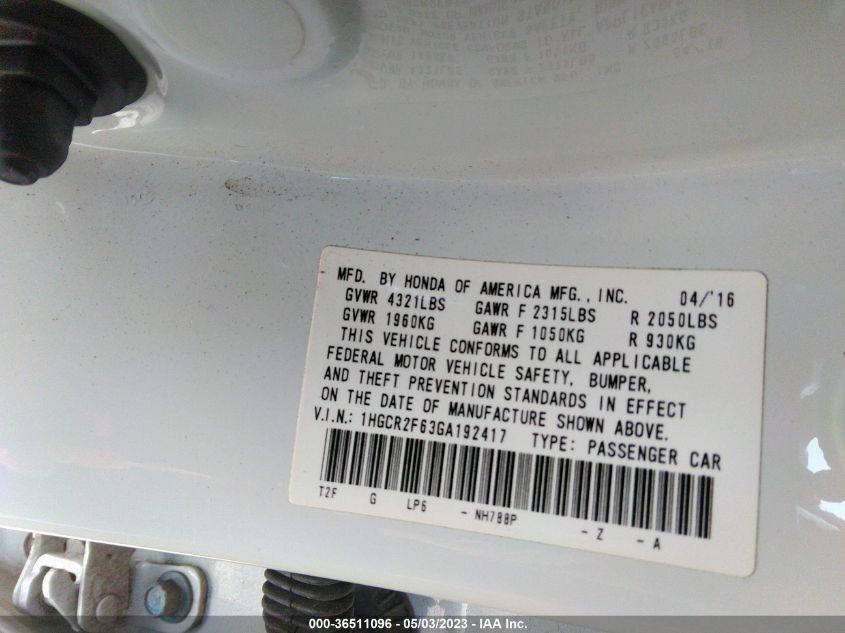 MFD. BY HONDA OF AMERICA MFG., INC. 04/'16
GVWR 4321LBS GAWR F 2315LBS R 2050LBS
GVWR 1960KG GAWR F 1050KG R 930KG
THIS VEHICLE CONFORMS TO ALL APPLICABLE
FEDERAL MOTOR VEHICLE SAFETY, BUMPER,
AND THEFT PREVENTION STANDARDS IN EFFECT
ON THE DATE OF MANUFACTURE SHOWN ABOVE.
V.I.N.: 1HGCR2F63GA192417 TYPE: PASSENGER CAR
T2F G LP6 - NH788P - Z - A
000-36511096 - 05/03/2023 - IAA Inc.